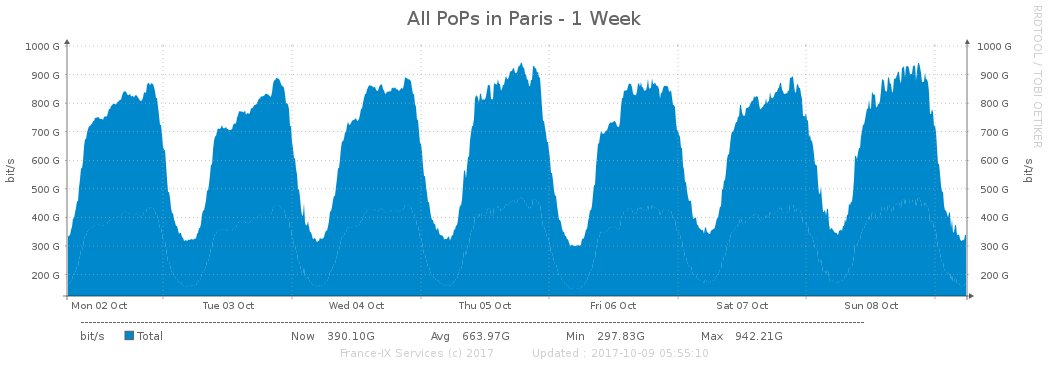 All PoPs in Paris - 1 Week
RRDTOOL / TOBI OETIKER
1000 G 1000 G
900 G 900 G
800 G 800 G
700 G 700 G
600 G 600 G
500 G 500 G
400 G 400 G
300 G 300 G
200 G 200 G
bit/s bit/s
Mon 02 Oct Tue 03 Oct Wed 04 Oct Thu 05 Oct Fri 06 Oct Sat 07 Oct Sun 08 Oct
bit/s Total Now 390.10G Avg 663.97G Min 297.83G Max 942.21G
France-IX Services (c) 2017 Updated : 2017-10-09 05:55:10